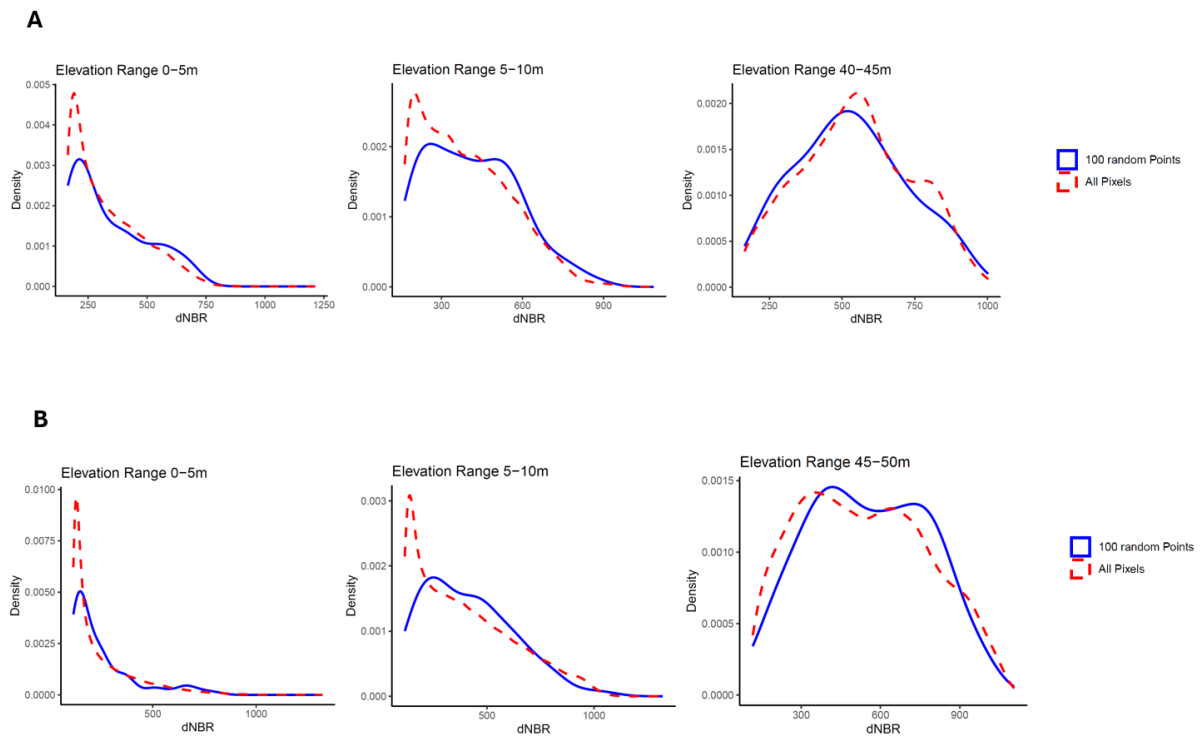 A
Elevation Range 0−5m
0.005
0.004
0.003
0.002
0.001
0.000
Density
250
500
750
1000
1250
dNBR
Elevation Range 5−10m
0.002
0.001
0.000
Density
300
600
900
dNBR
Elevation Range 40−45m
0.0020
0.0015
0.0010
0.0005
0.0000
Density
250
500
750
1000
dNBR
100 random Points
All Pixels
B
Elevation Range 0−5m
0.0100
0.0075
0.0050
0.0025
0.0000
Density
500
1000
dNBR
Elevation Range 5−10m
0.003
0.002
0.001
0.000
Density
500
1000
dNBR
Elevation Range 45−50m
0.0015
0.0010
0.0005
0.0000
Density
300
600
900
dNBR
100 random Points
All Pixels